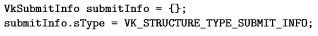 VkSubmitInfo submitInfo = {};
submitInfo.sType = VK_STRUCTURE_TYPE_SUBMIT_INFO;